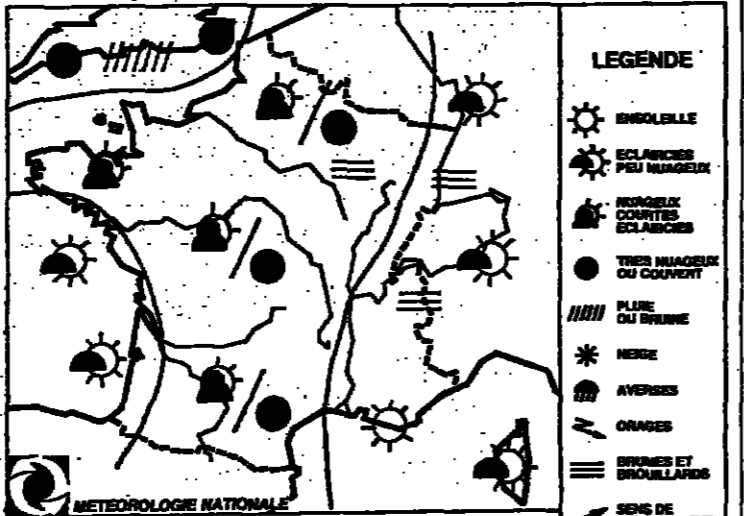 LEGENDE
ENSOLEILLE
ECLAIRCIES
PEU NUAGEUX
NUAGEUX
COURTES
ECLAIRCIES
TRES NUAGEUX
OU COUVERT
PLUIE
OU BRUINE
NEIGE
AVERSES
ORAGES
BRUMES ET
BROUILLARDS
SENS DE
METEOROLOGIE NATIONALE